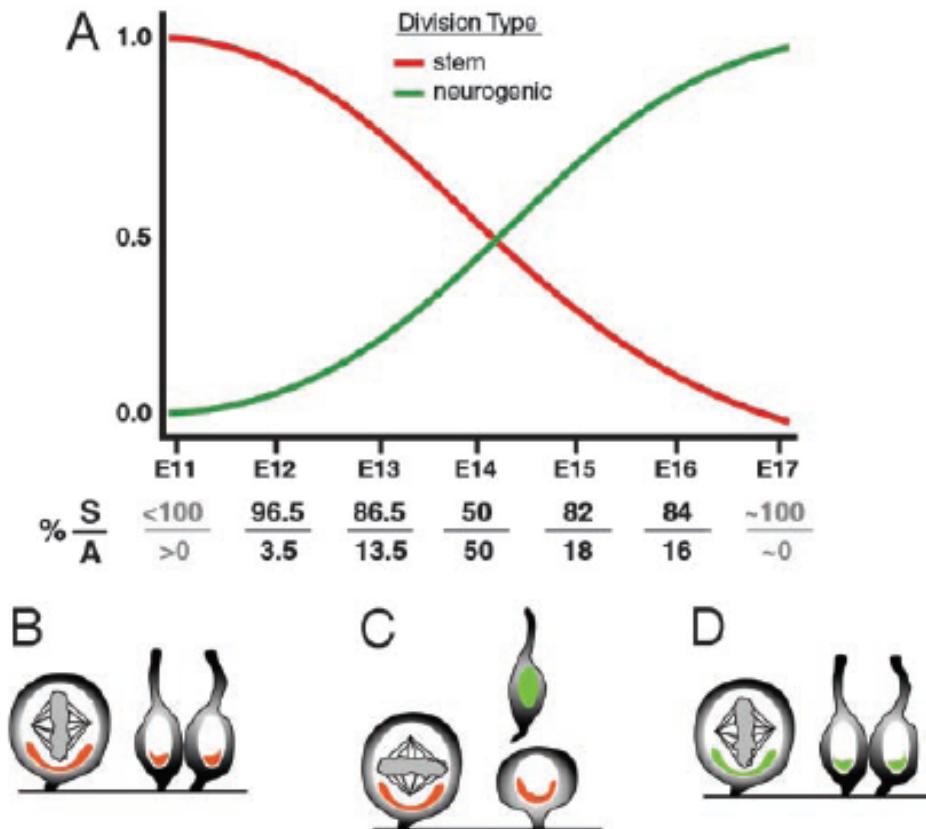 A
Division Type
stem
neurogenic
1.0
0.5
0.0
E11 E12 E13 E14 E15 E16 E17
% S <100 96.5 86.5 50 82 84 ~100
A >0 3.5 13.5 50 18 16 ~0
B C D